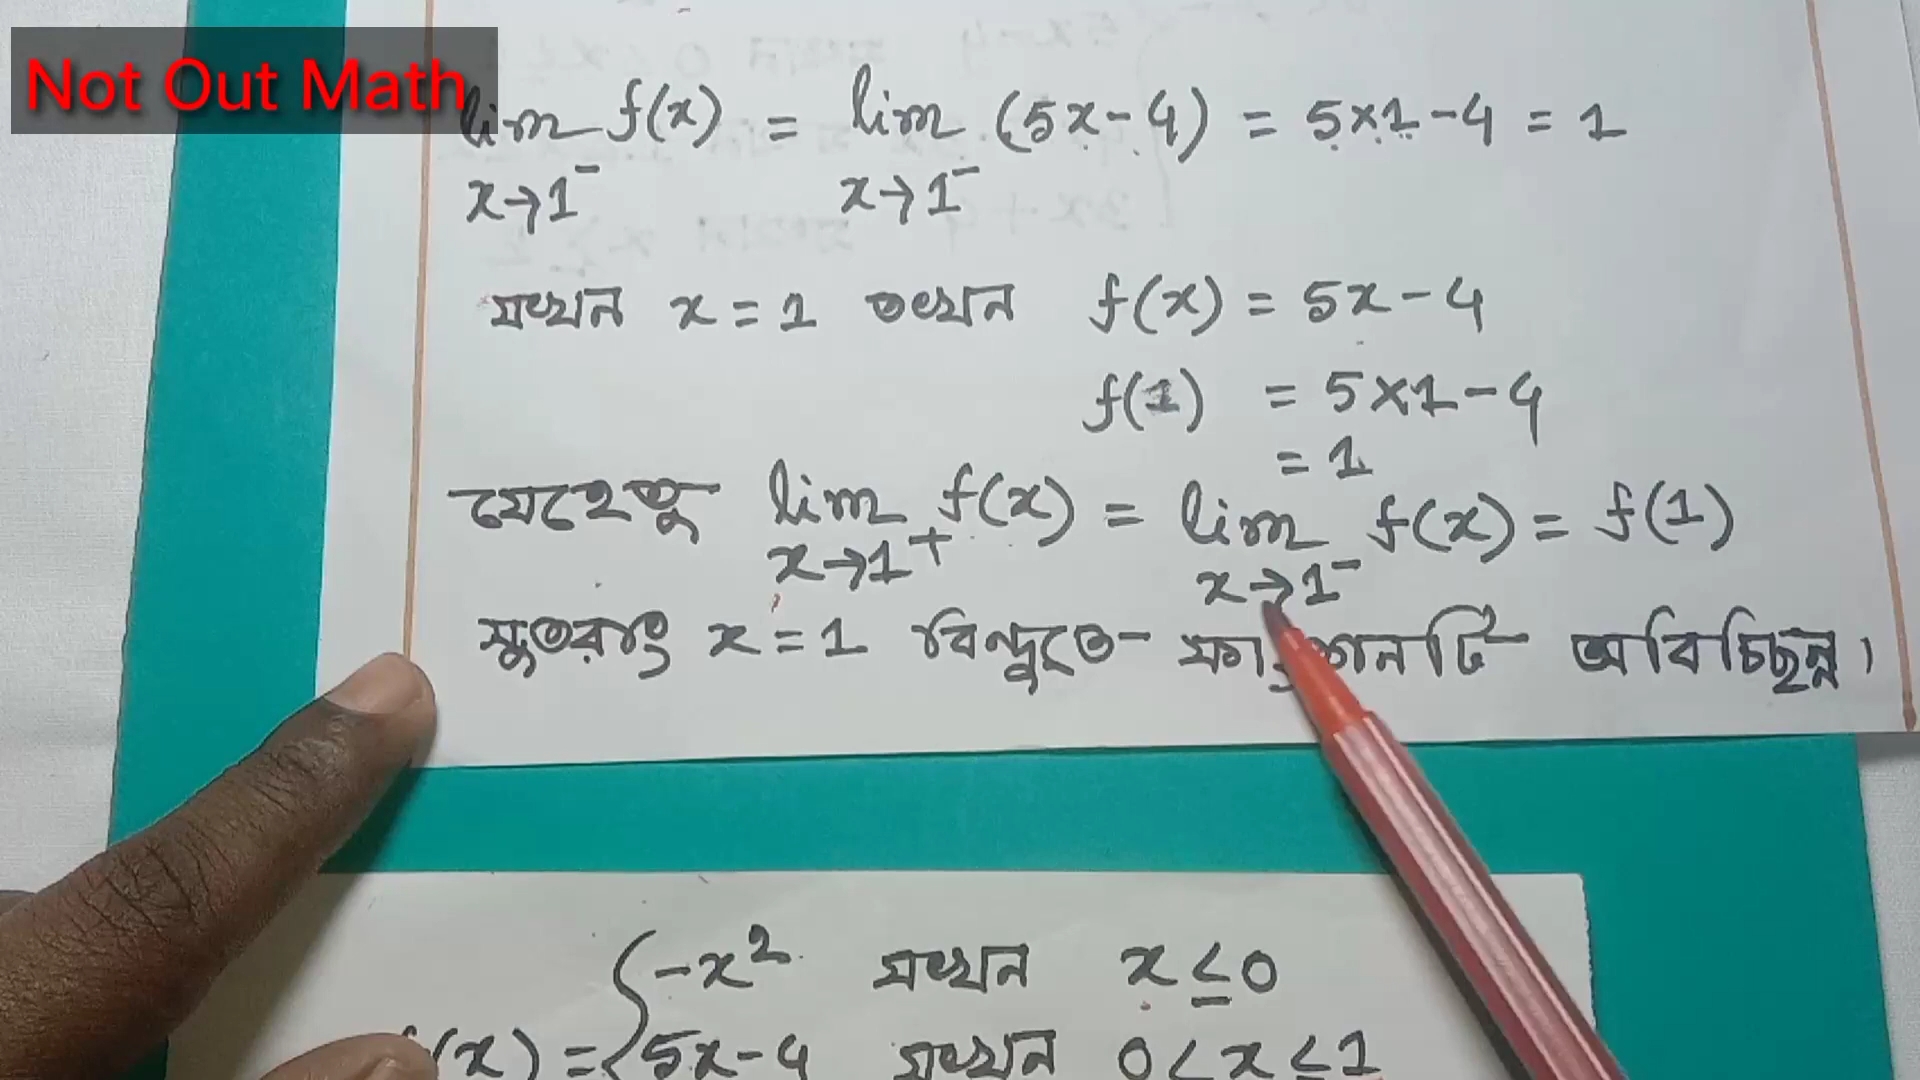 Not Out Math
lim f(x) = lim (5x-4) = 5×1-4 = 1
x→1⁻ x→1⁻
যখন x = 1 তখন f(x) = 5x-4
f(1) = 5×1-4
= 1
যেহেতু lim f(x) = lim f(x) = f(1)
x→1⁺ x→1⁻
সুতরাং x = 1 বিন্দুতে ফাংশনটি অবিচ্ছিন্ন।
-x² যখন x ≤ 0
f(x) = { 5x-4 যখন 0 < x ≤ 1